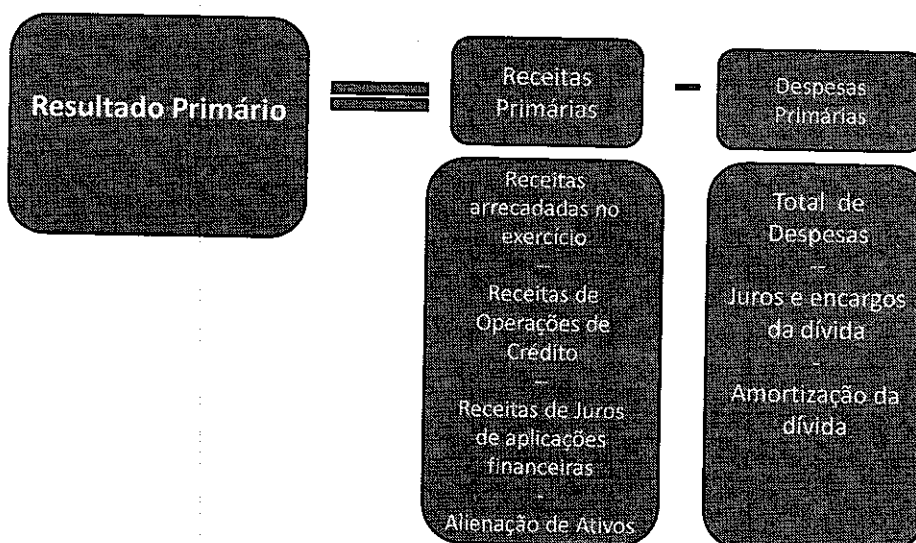 Resultado Primário
Receitas
Primárias
-
Despesas
Primárias
Receitas
arrecadadas no
exercício
--
Receitas de
Operações de
Crédito
--
Receitas de Juros
de aplicações
financeiras
-
Alienação de Ativos
Total de
Despesas
--
Juros e encargos
da dívida
-
Amortização da
dívida